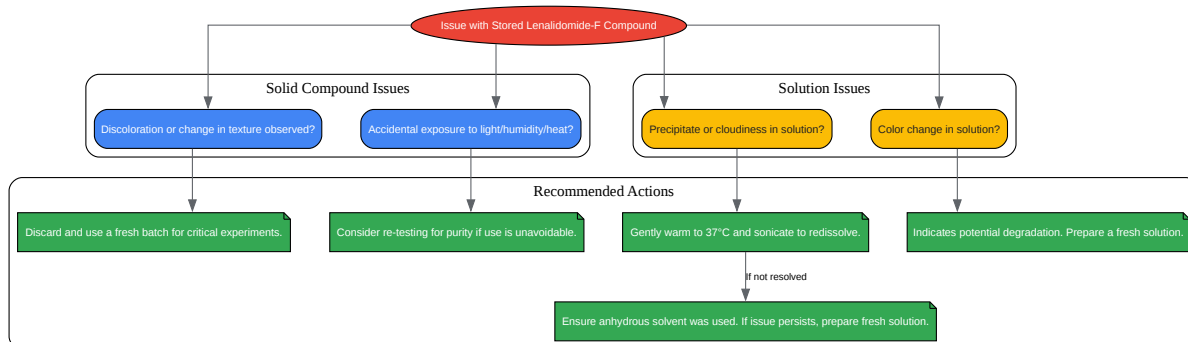 Issue with Stored Lenalidomide-F Compound
Solid Compound Issues
Solution Issues
Discoloration or change in texture observed?
Accidental exposure to light/humidity/heat?
Precipitate or cloudiness in solution?
Color change in solution?
Recommended Actions
Discard and use a fresh batch for critical experiments.
Consider re-testing for purity if use is unavoidable.
Gently warm to 37°C and sonicate to redissolve.
Indicates potential degradation. Prepare a fresh solution.
If not resolved
Ensure anhydrous solvent was used. If issue persists, prepare fresh solution.